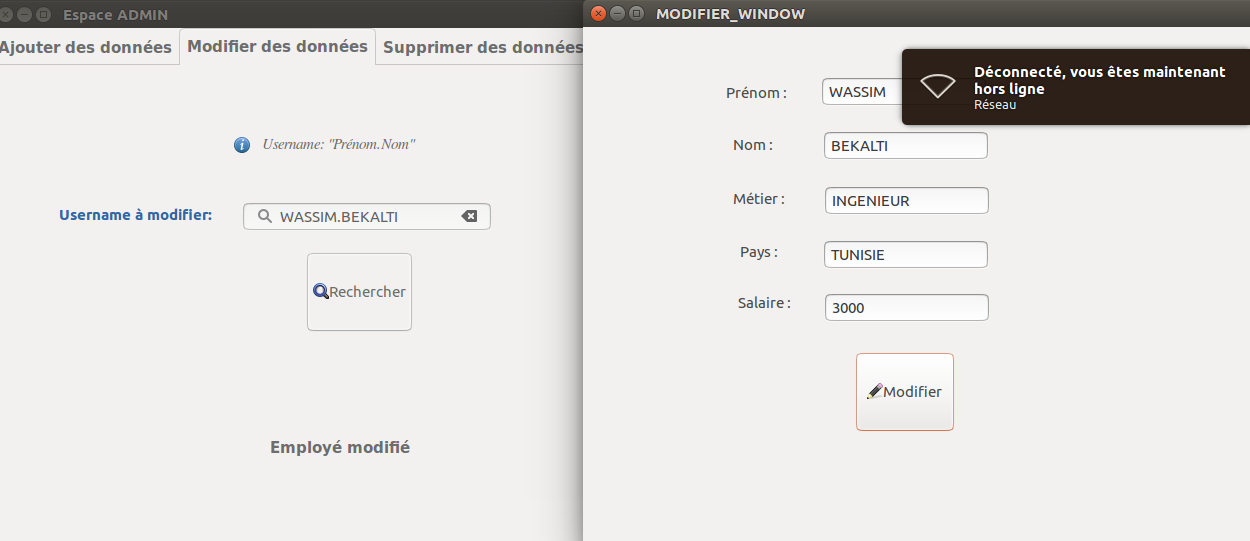 Espace ADMIN
Ajouter des données
Modifier des données
Supprimer des données
Username: "Prénom.Nom"
Username à modifier:
WASSIM.BEKALTI
Rechercher
Employé modifié
MODIFIER_WINDOW
Déconnecté, vous êtes maintenant
hors ligne
Réseau
Prénom :
WASSIM
Nom :
BEKALTI
Métier :
INGENIEUR
Pays :
TUNISIE
Salaire :
3000
Modifier